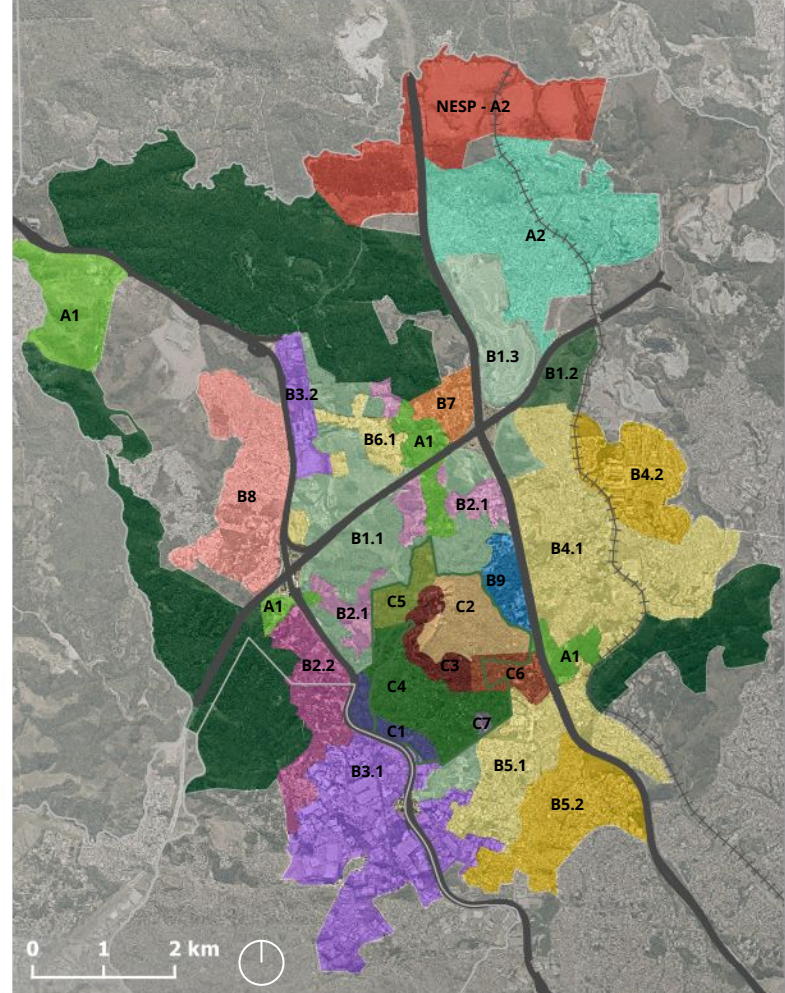 NESP - A2
A2
A1
B1.3
B1.2
B3.2
B7
B6.1
A1
B4.2
B8
B2.1
B1.1
B4.1
B9
C5
C2
A1
B2.1
A1
B2.2
C3
C6
C4
C7
C1
B5.1
B3.1
B5.2
0 1 2 km